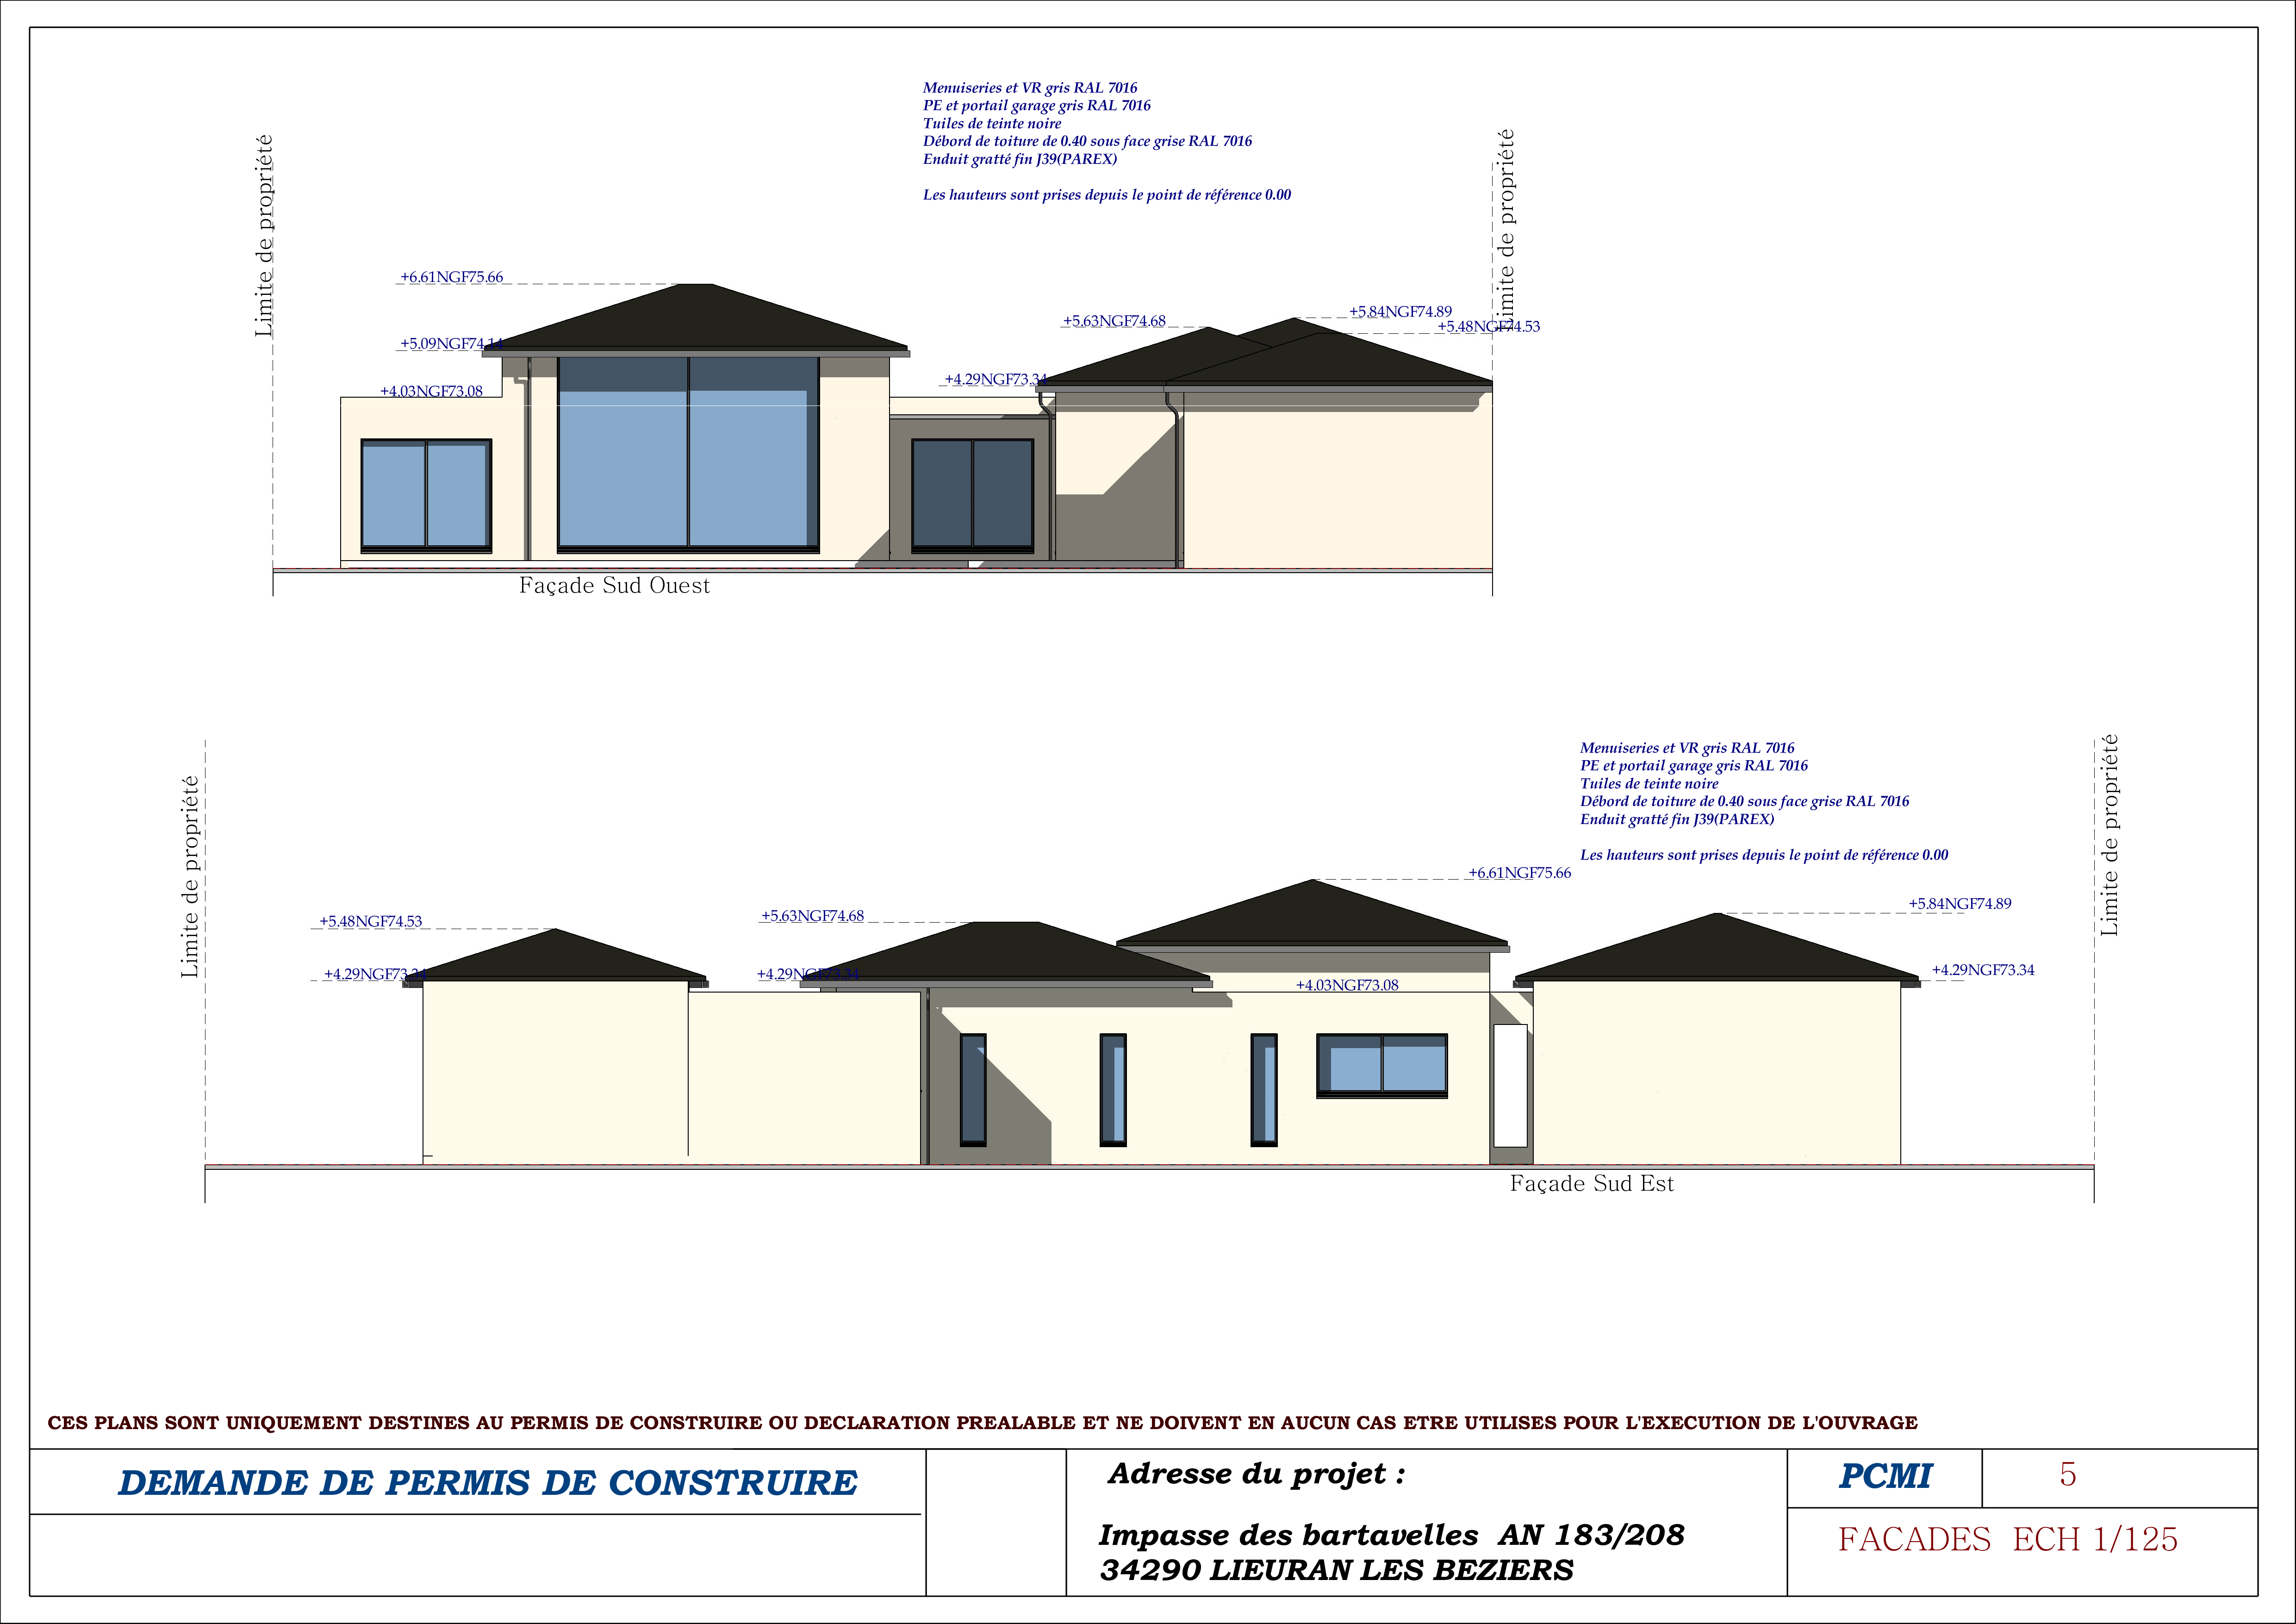 Menuiseries et VR gris RAL 7016
PE et portail garage gris RAL 7016
Tuiles de teinte noire
Débord de toiture de 0.40 sous face grise RAL 7016
Enduit gratté fin J39(PAREX)
Les hauteurs sont prises depuis le point de référence 0.00
Limite de propriété
Limite de propriété
+6.61NGF75.66
+5.09NGF74.14
+4.03NGF73.08
+5.63NGF74.68
+5.84NGF74.89
+5.48NGF74.53
+4.29NGF73.34
Façade Sud Ouest
Limite de propriété
Limite de propriété
Menuiseries et VR gris RAL 7016
PE et portail garage gris RAL 7016
Tuiles de teinte noire
Débord de toiture de 0.40 sous face grise RAL 7016
Enduit gratté fin J39(PAREX)
Les hauteurs sont prises depuis le point de référence 0.00
+6.61NGF75.66
+5.48NGF74.53
+5.63NGF74.68
+5.84NGF74.89
+4.29NGF73.34
+4.29NGF73.34
+4.03NGF73.08
+4.29NGF73.34
Façade Sud Est
CES PLANS SONT UNIQUEMENT DESTINES AU PERMIS DE CONSTRUIRE OU DECLARATION PREALABLE ET NE DOIVENT EN AUCUN CAS ETRE UTILISES POUR L'EXECUTION DE L'OUVRAGE
DEMANDE DE PERMIS DE CONSTRUIRE
Adresse du projet :
Impasse des bartavelles AN 183/208
34290 LIEURAN LES BEZIERS
PCMI
5
FACADES ECH 1/125